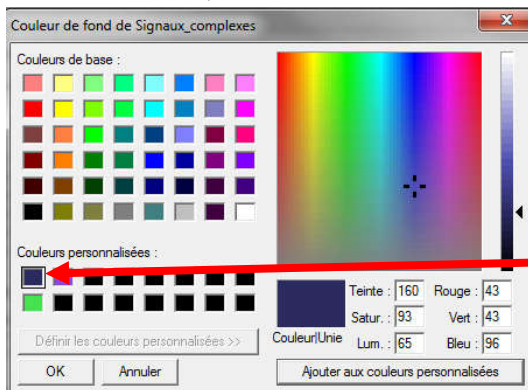 Couleur de fond de Signaux_complexes
Couleurs de base :
Couleurs personnalisées :
Définir les couleurs personnalisées >>
OK Annuler
Teinte : 160 Rouge : 43
Satur. : 93 Vert : 43
Couleur|Unie Lum. : 65 Bleu : 96
Ajouter aux couleurs personnalisées